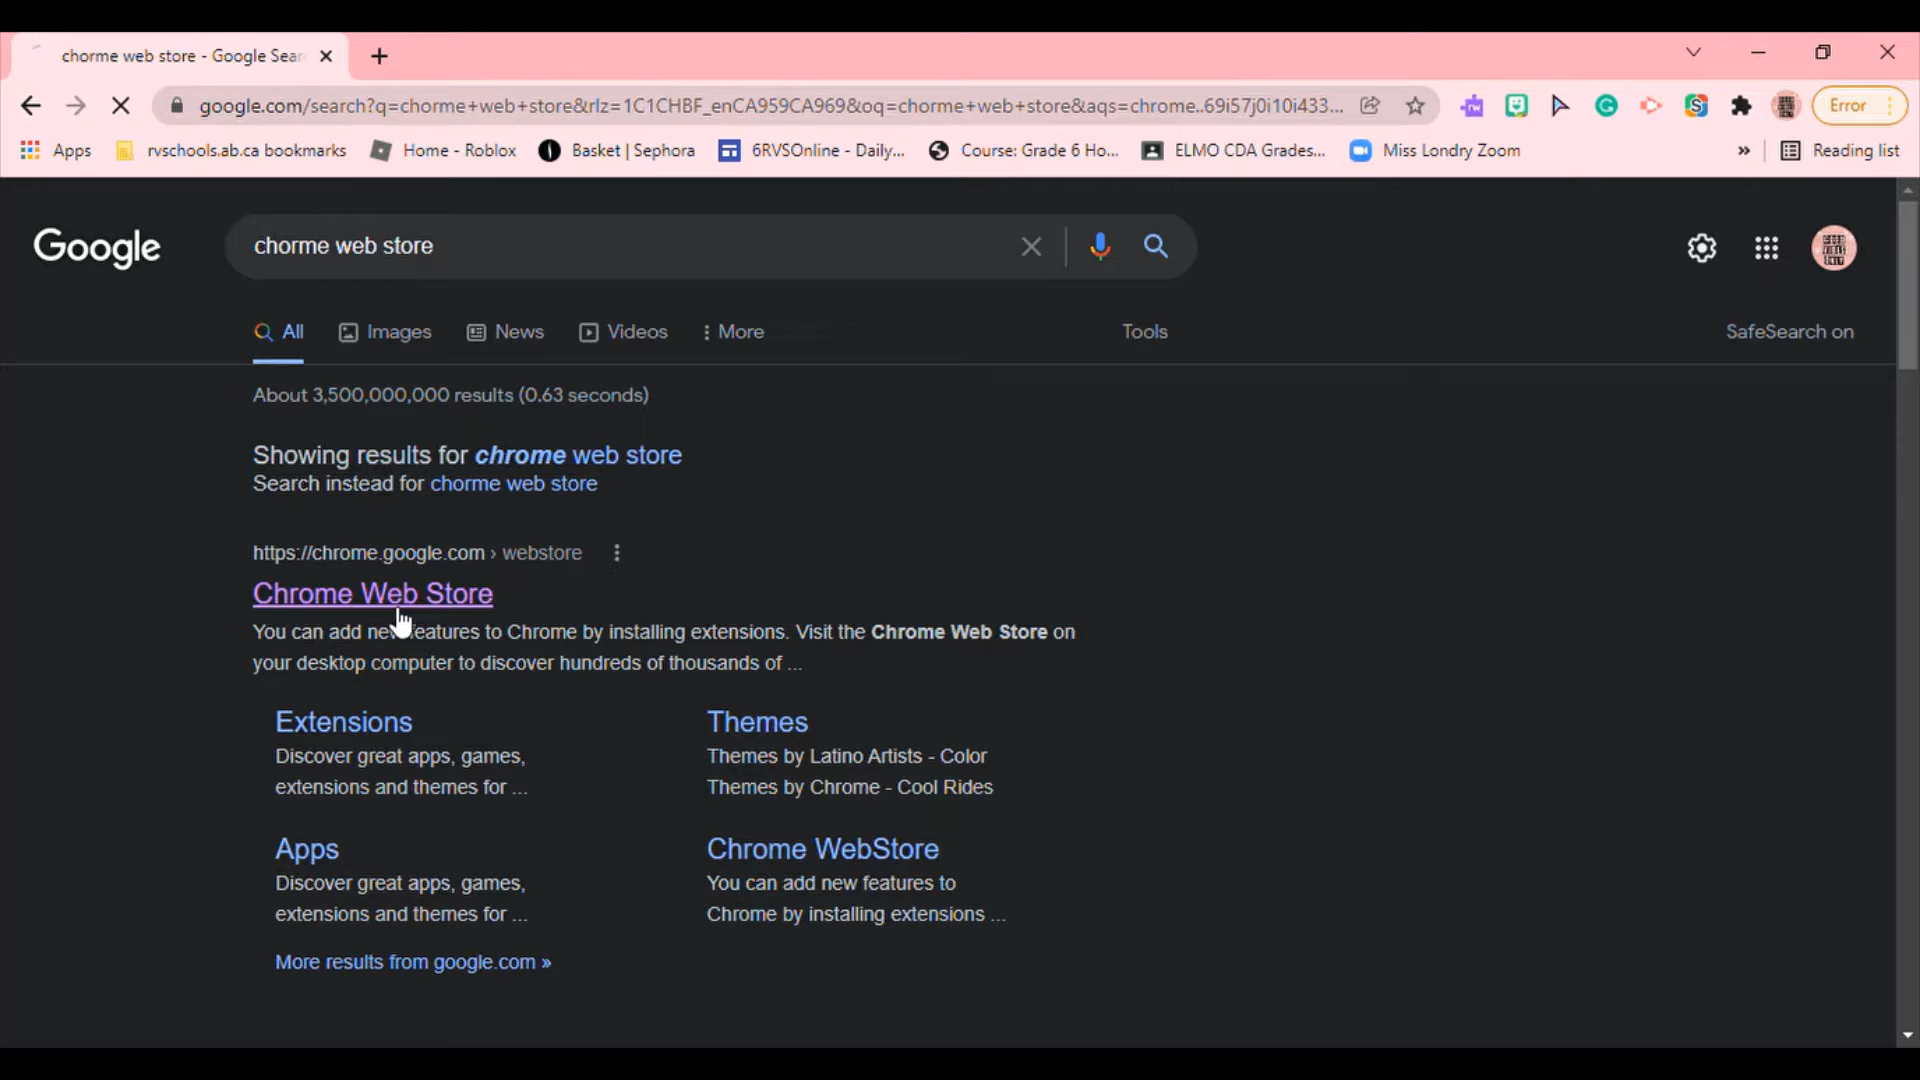 chorme web store - Google Sear
google.com/search?q=chorme+web+store&rlz=1C1CHBF_enCA959CA969&oq=chorme+web+store&aqs=chrome..69i57j0i10i433...
Error
Apps
rvschools.ab.ca bookmarks
Home - Roblox
Basket | Sephora
6RVSOnline - Daily...
Course: Grade 6 Ho...
ELMO CDA Grades...
Miss Londry Zoom
»
Reading list
Google
chorme web store
All
Images
News
Videos
More
Tools
SafeSearch on
About 3,500,000,000 results (0.63 seconds)
Showing results for chrome web store
Search instead for chorme web store
https://chrome.google.com › webstore
Chrome Web Store
You can add new features to Chrome by installing extensions. Visit the Chrome Web Store on
your desktop computer to discover hundreds of thousands of ...
Extensions
Discover great apps, games,
extensions and themes for ...
Themes
Themes by Latino Artists - Color
Themes by Chrome - Cool Rides
Apps
Discover great apps, games,
extensions and themes for ...
Chrome WebStore
You can add new features to
Chrome by installing extensions ...
More results from google.com »